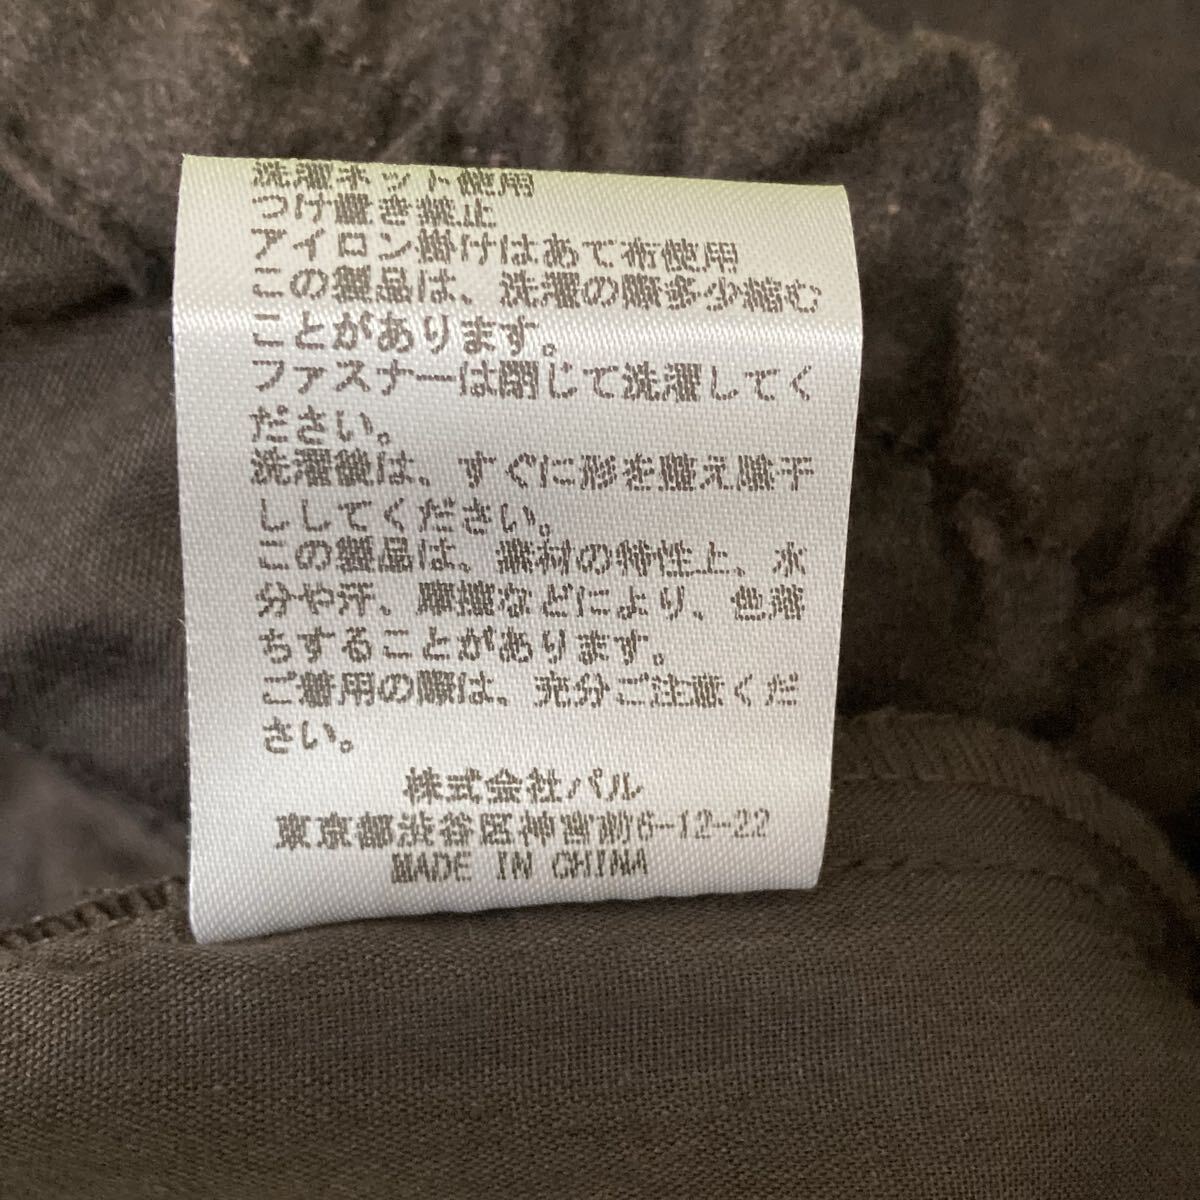 洗濯ネット使用
つけ置き禁止
アイロン掛けはあて布使用
この製品は、洗濯の際多少縮む
ことがあります。
ファスナーは閉じて洗濯してく
ださい。
洗濯後は、すぐに形を整え陰干
ししてください。
この製品は、素材の特性上、水
分や汗、摩擦などにより、色落
ちすることがあります。
ご着用の際は、充分ご注意くだ
さい。
株式会社パル
東京都渋谷区神宮前6-12-22
MADE IN CHINA